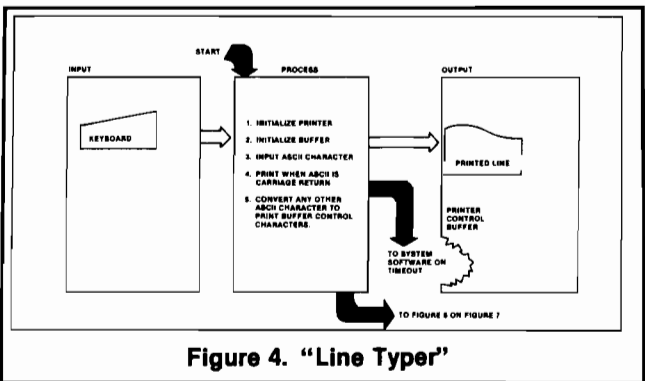 START
INPUT
PROCESS
OUTPUT
KEYBOARD
1. INITIALIZE PRINTER
2. INITIALIZE BUFFER
3. INPUT ASCII CHARACTER
4. PRINT WHEN ASCII IS
CARRIAGE RETURN
5. CONVERT ANY OTHER
ASCII CHARACTER TO
PRINT BUFFER CONTROL
CHARACTERS.
PRINTED LINE
PRINTER
CONTROL
BUFFER
TO SYSTEM
SOFTWARE ON
TIMEOUT
TO FIGURE 6 ON FIGURE 7
Figure 4. "Line Typer"